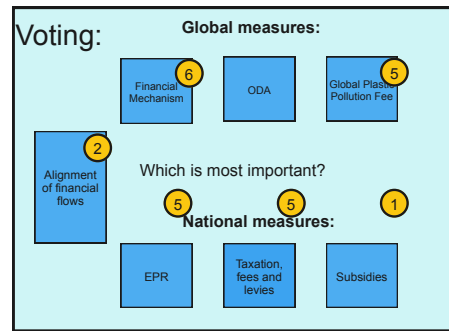 Voting:
Global measures:
6
5
Financial
Mechanism
ODA
Global Plastic
Pollution Fee
2
Alignment
of financial
flows
Which is most important?
5
5
1
National measures:
EPR
Taxation,
fees and
levies
Subsidies